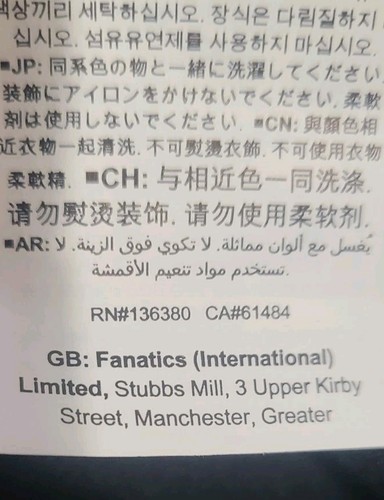 색상끼리 세탁하십시오. 장식은 다림질하지
십시오. 섬유유연제를 사용하지 마십시오.
■JP: 同系色の物と一緒に洗濯してください
装飾にアイロンをかけないでください. 柔軟
剤は使用しないでください. ■CN: 與顏色相
近衣物一起清洗. 不可熨燙衣飾. 不可使用衣物
柔軟精. ■CH: 与相近色一同洗涤.
请勿熨烫装饰. 请勿使用柔软剂.
■AR: يُغسل مع ألوان مماثلة. لا تكوي فوق الزينة. لا
تستخدم مواد تنعيم الأقمشة.
RN#136380 CA#61484
GB: Fanatics (International)
Limited, Stubbs Mill, 3 Upper Kirby
Street, Manchester, Greater